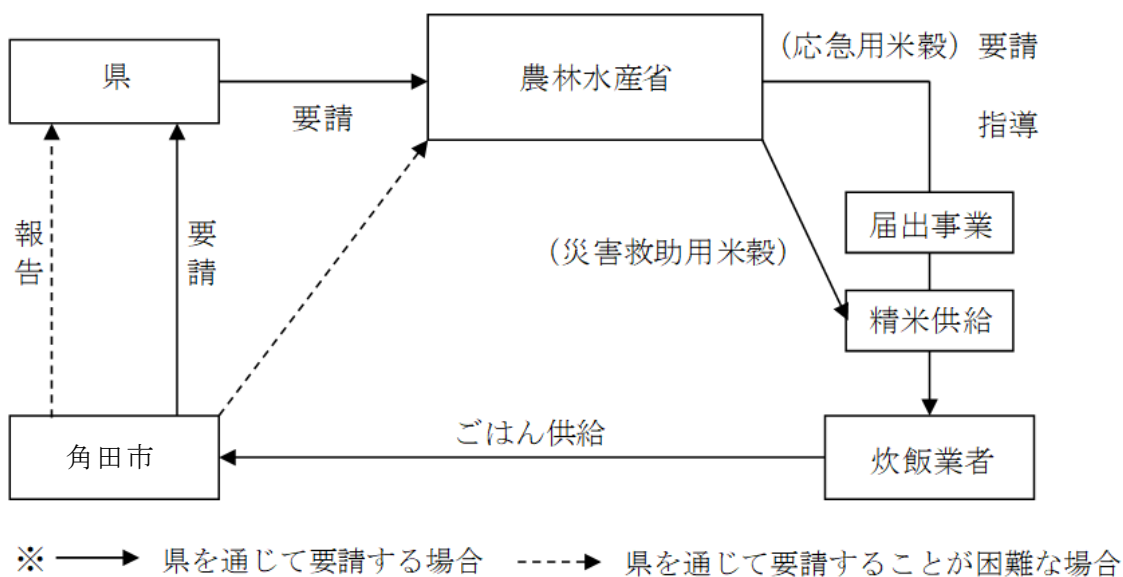 県
要請
農林水産省
（応急用米穀）要請
指導
報告
要請
（災害救助用米穀）
届出事業
精米供給
角田市
ごはん供給
炊飯業者
※ 県を通じて要請する場合 県を通じて要請することが困難な場合